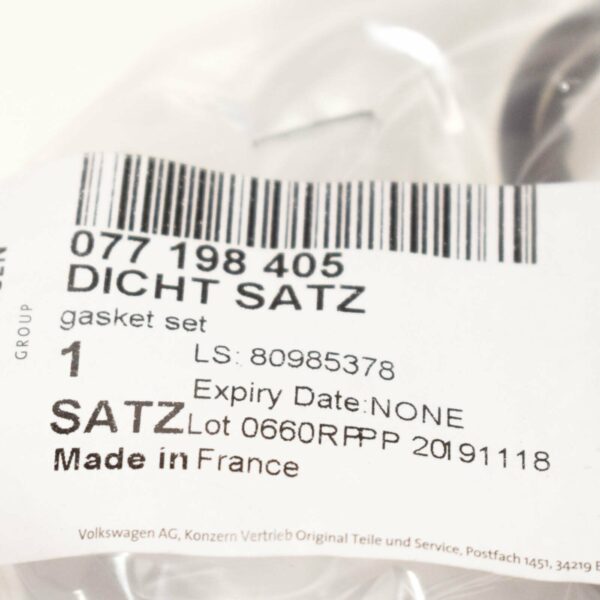 077 198 405
DICHT SATZ
gasket set
GROUP
1
LS: 80985378
Expiry Date:NONE
SATZ
Lot 0660RPPP 20191118
Made in France
Volkswagen AG, Konzern Vertrieb Original Teile und Service, Postfach 1451, 34219